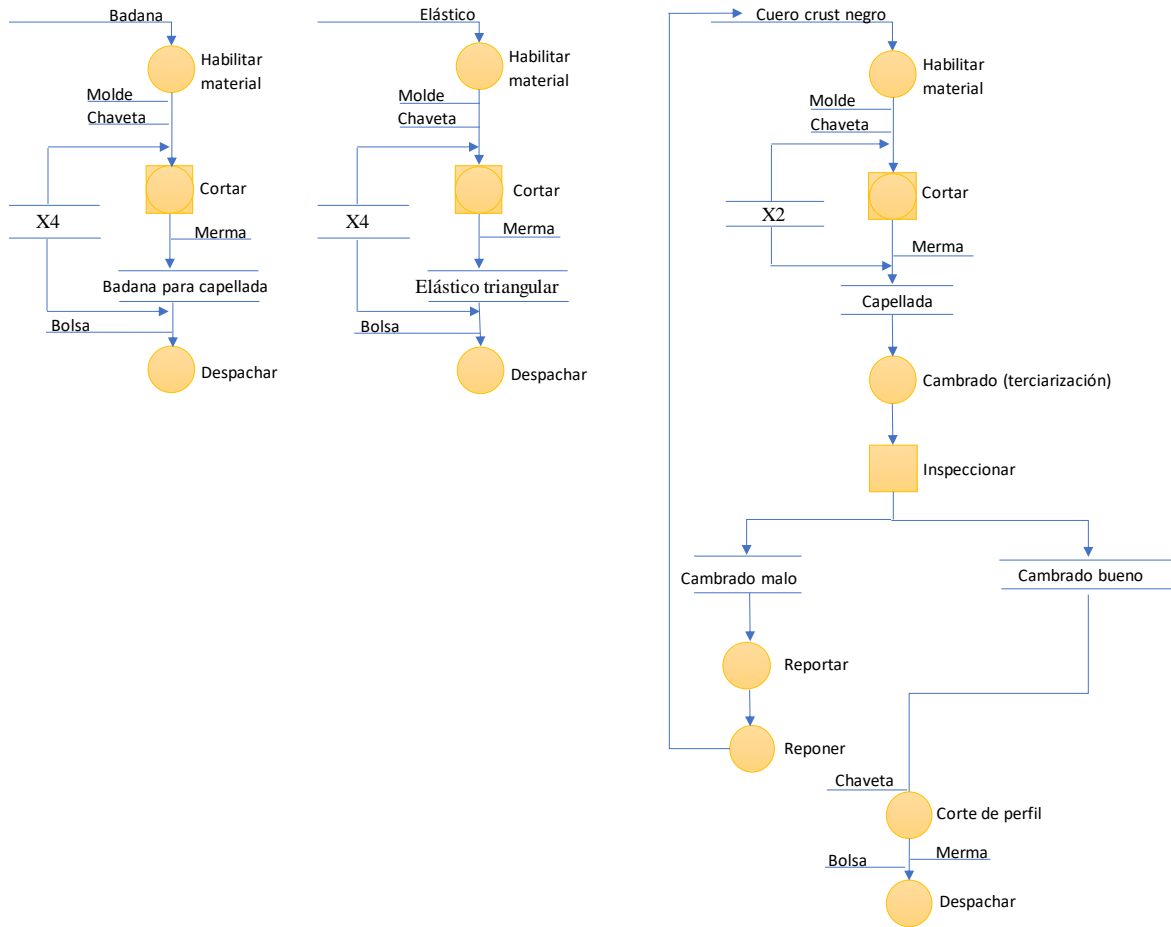 Badana
Habilitar
material
Molde
Chaveta
Cortar
X4
Merma
Badana para capellada
Bolsa
Despachar
Elástico
Habilitar
material
Molde
Chaveta
Cortar
X4
Merma
Elástico triangular
Bolsa
Despachar
Cuero crust negro
Habilitar
material
Molde
Chaveta
Cortar
X2
Merma
Capellada
Cambrado (terciarización)
Inspeccionar
Cambrado malo
Cambrado bueno
Reportar
Reponer
Chaveta
Corte de perfil
Merma
Bolsa
Despachar